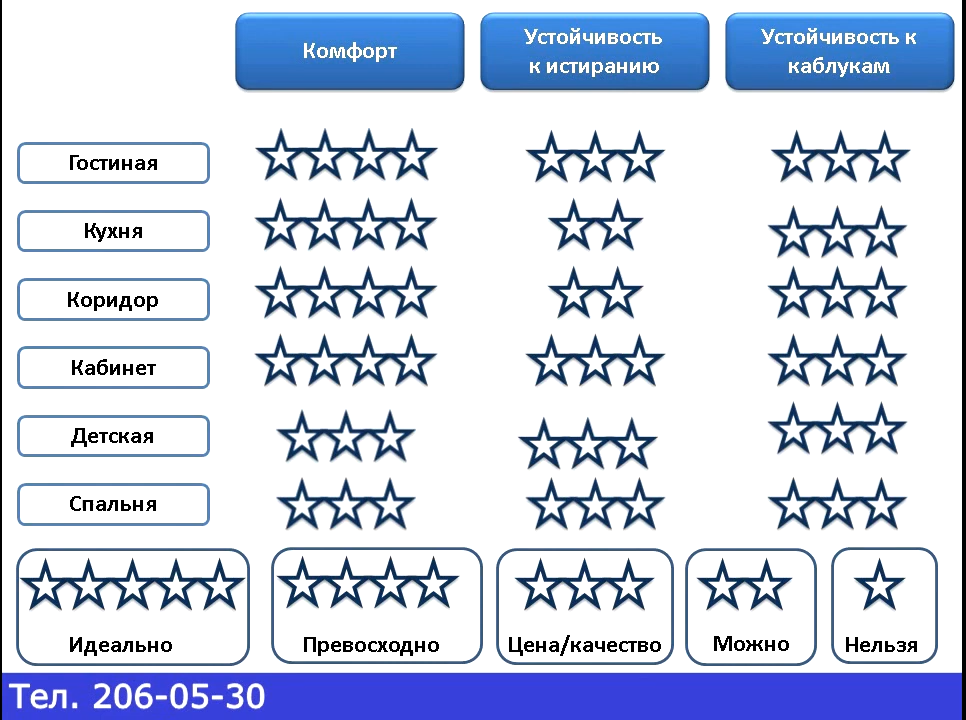 Комфорт
Устойчивость
к истиранию
Устойчивость к
каблукам
Гостиная
Кухня
Коридор
Кабинет
Детская
Спальня
Идеально
Превосходно
Цена/качество
Можно
Нельзя
Тел. 206-05-30